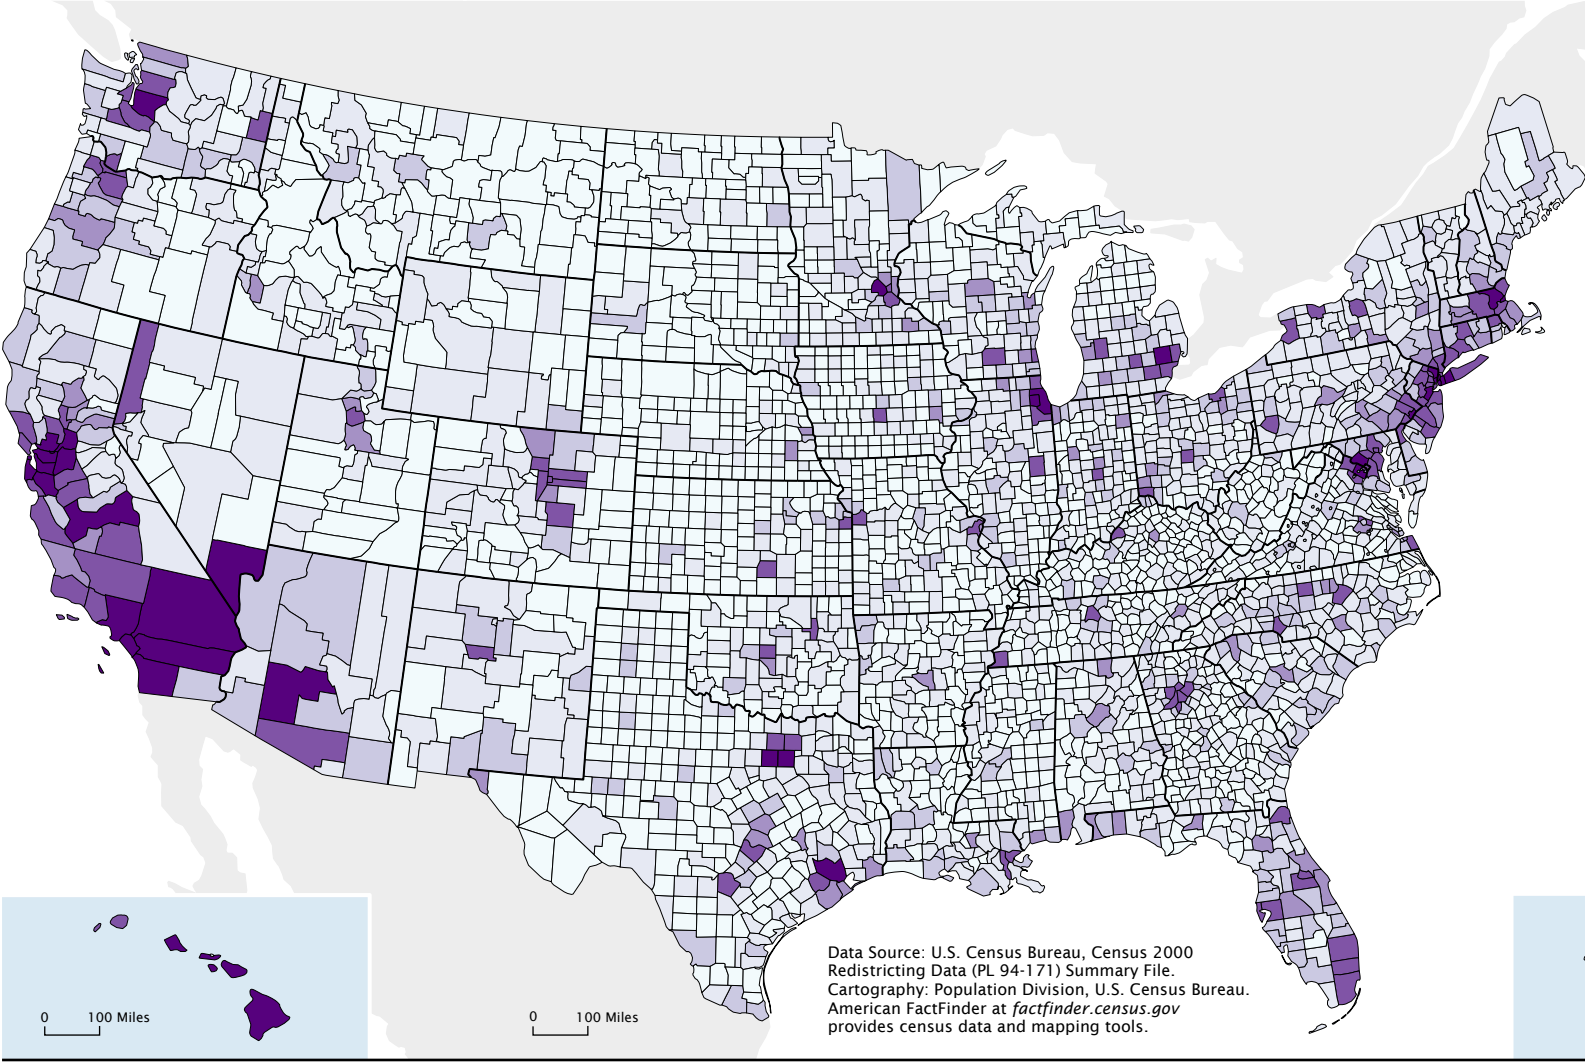 Data Source: U.S. Census Bureau, Census 2000
Redistricting Data (PL 94-171) Summary File.
Cartography: Population Division, U.S. Census Bureau.
American FactFinder at factfinder.census.gov
provides census data and mapping tools.
0 100 Miles
0 100 Miles